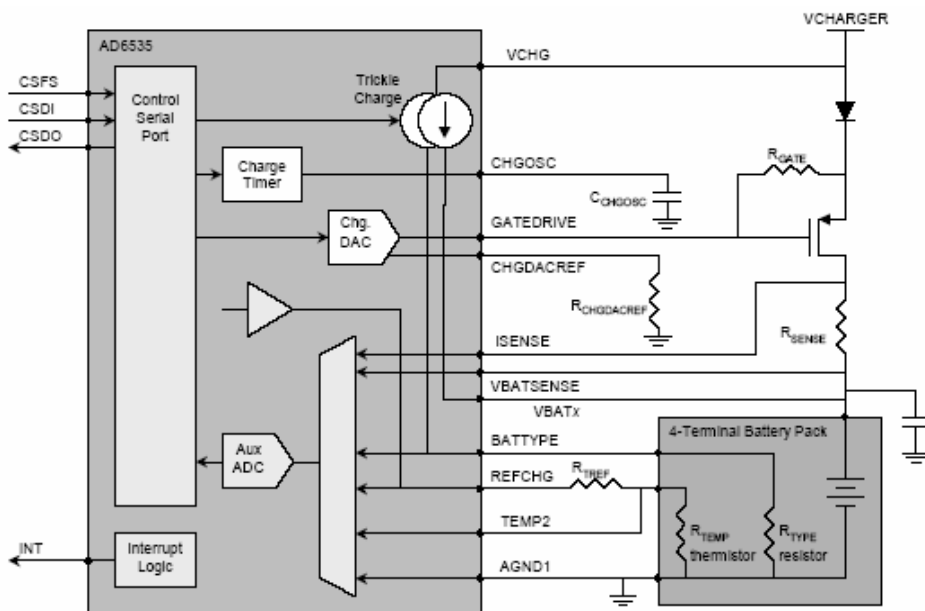 VCHARGER
AD6535
VCHG
CSFS
CSDI
CSDO
Control
Serial
Port
Trickle
Charge
RGATE
CHGOSC
Charge
Timer
CCHGOSC
Chg.
DAC
GATEDRIVE
CHGDACREF
RCHGDACREF
RSENSE
ISENSE
VBATSENSE
VBATx
4-Terminal Battery Pack
BATTYPE
Aux
ADC
REFCHG
RTREF
TEMP2
RTEMP
thermistor
RTYPE
resistor
INT
Interrupt
Logic
AGND1